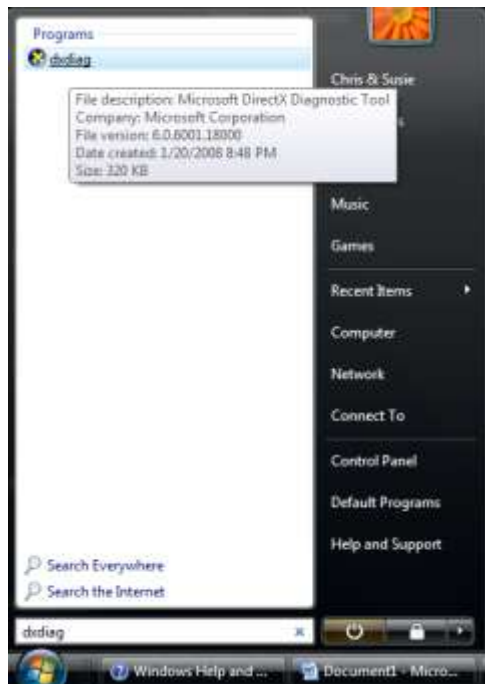 Programs
dxdiag
File description: Microsoft DirectX Diagnostic Tool
Company: Microsoft Corporation
File version: 6.0.6001.18000
Date created: 1/20/2008 8:48 PM
Size: 320 KB
Search Everywhere
Search the Internet
dxdiag
Chris & Susie
Music
Games
Recent Items
Computer
Network
Connect To
Control Panel
Default Programs
Help and Support
Windows Help and ...
Document1 - Micro...